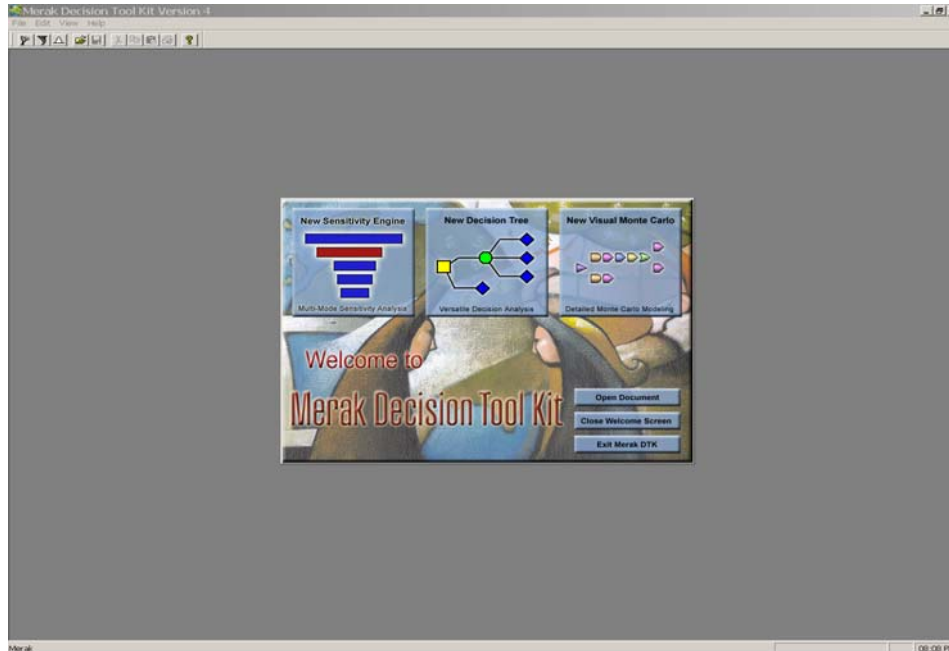 Merak Decision Tool Kit Version 4
File Edit View Help
New Sensitivity Engine
Multi-Mode Sensitivity Analysis
New Decision Tree
Versatile Decision Analysis
New Visual Monte Carlo
Detailed Monte Carlo Modeling
Welcome to
Merak Decision Tool Kit
Open Document
Close Welcome Screen
Exit Merak DTK
Merak
08:08 P